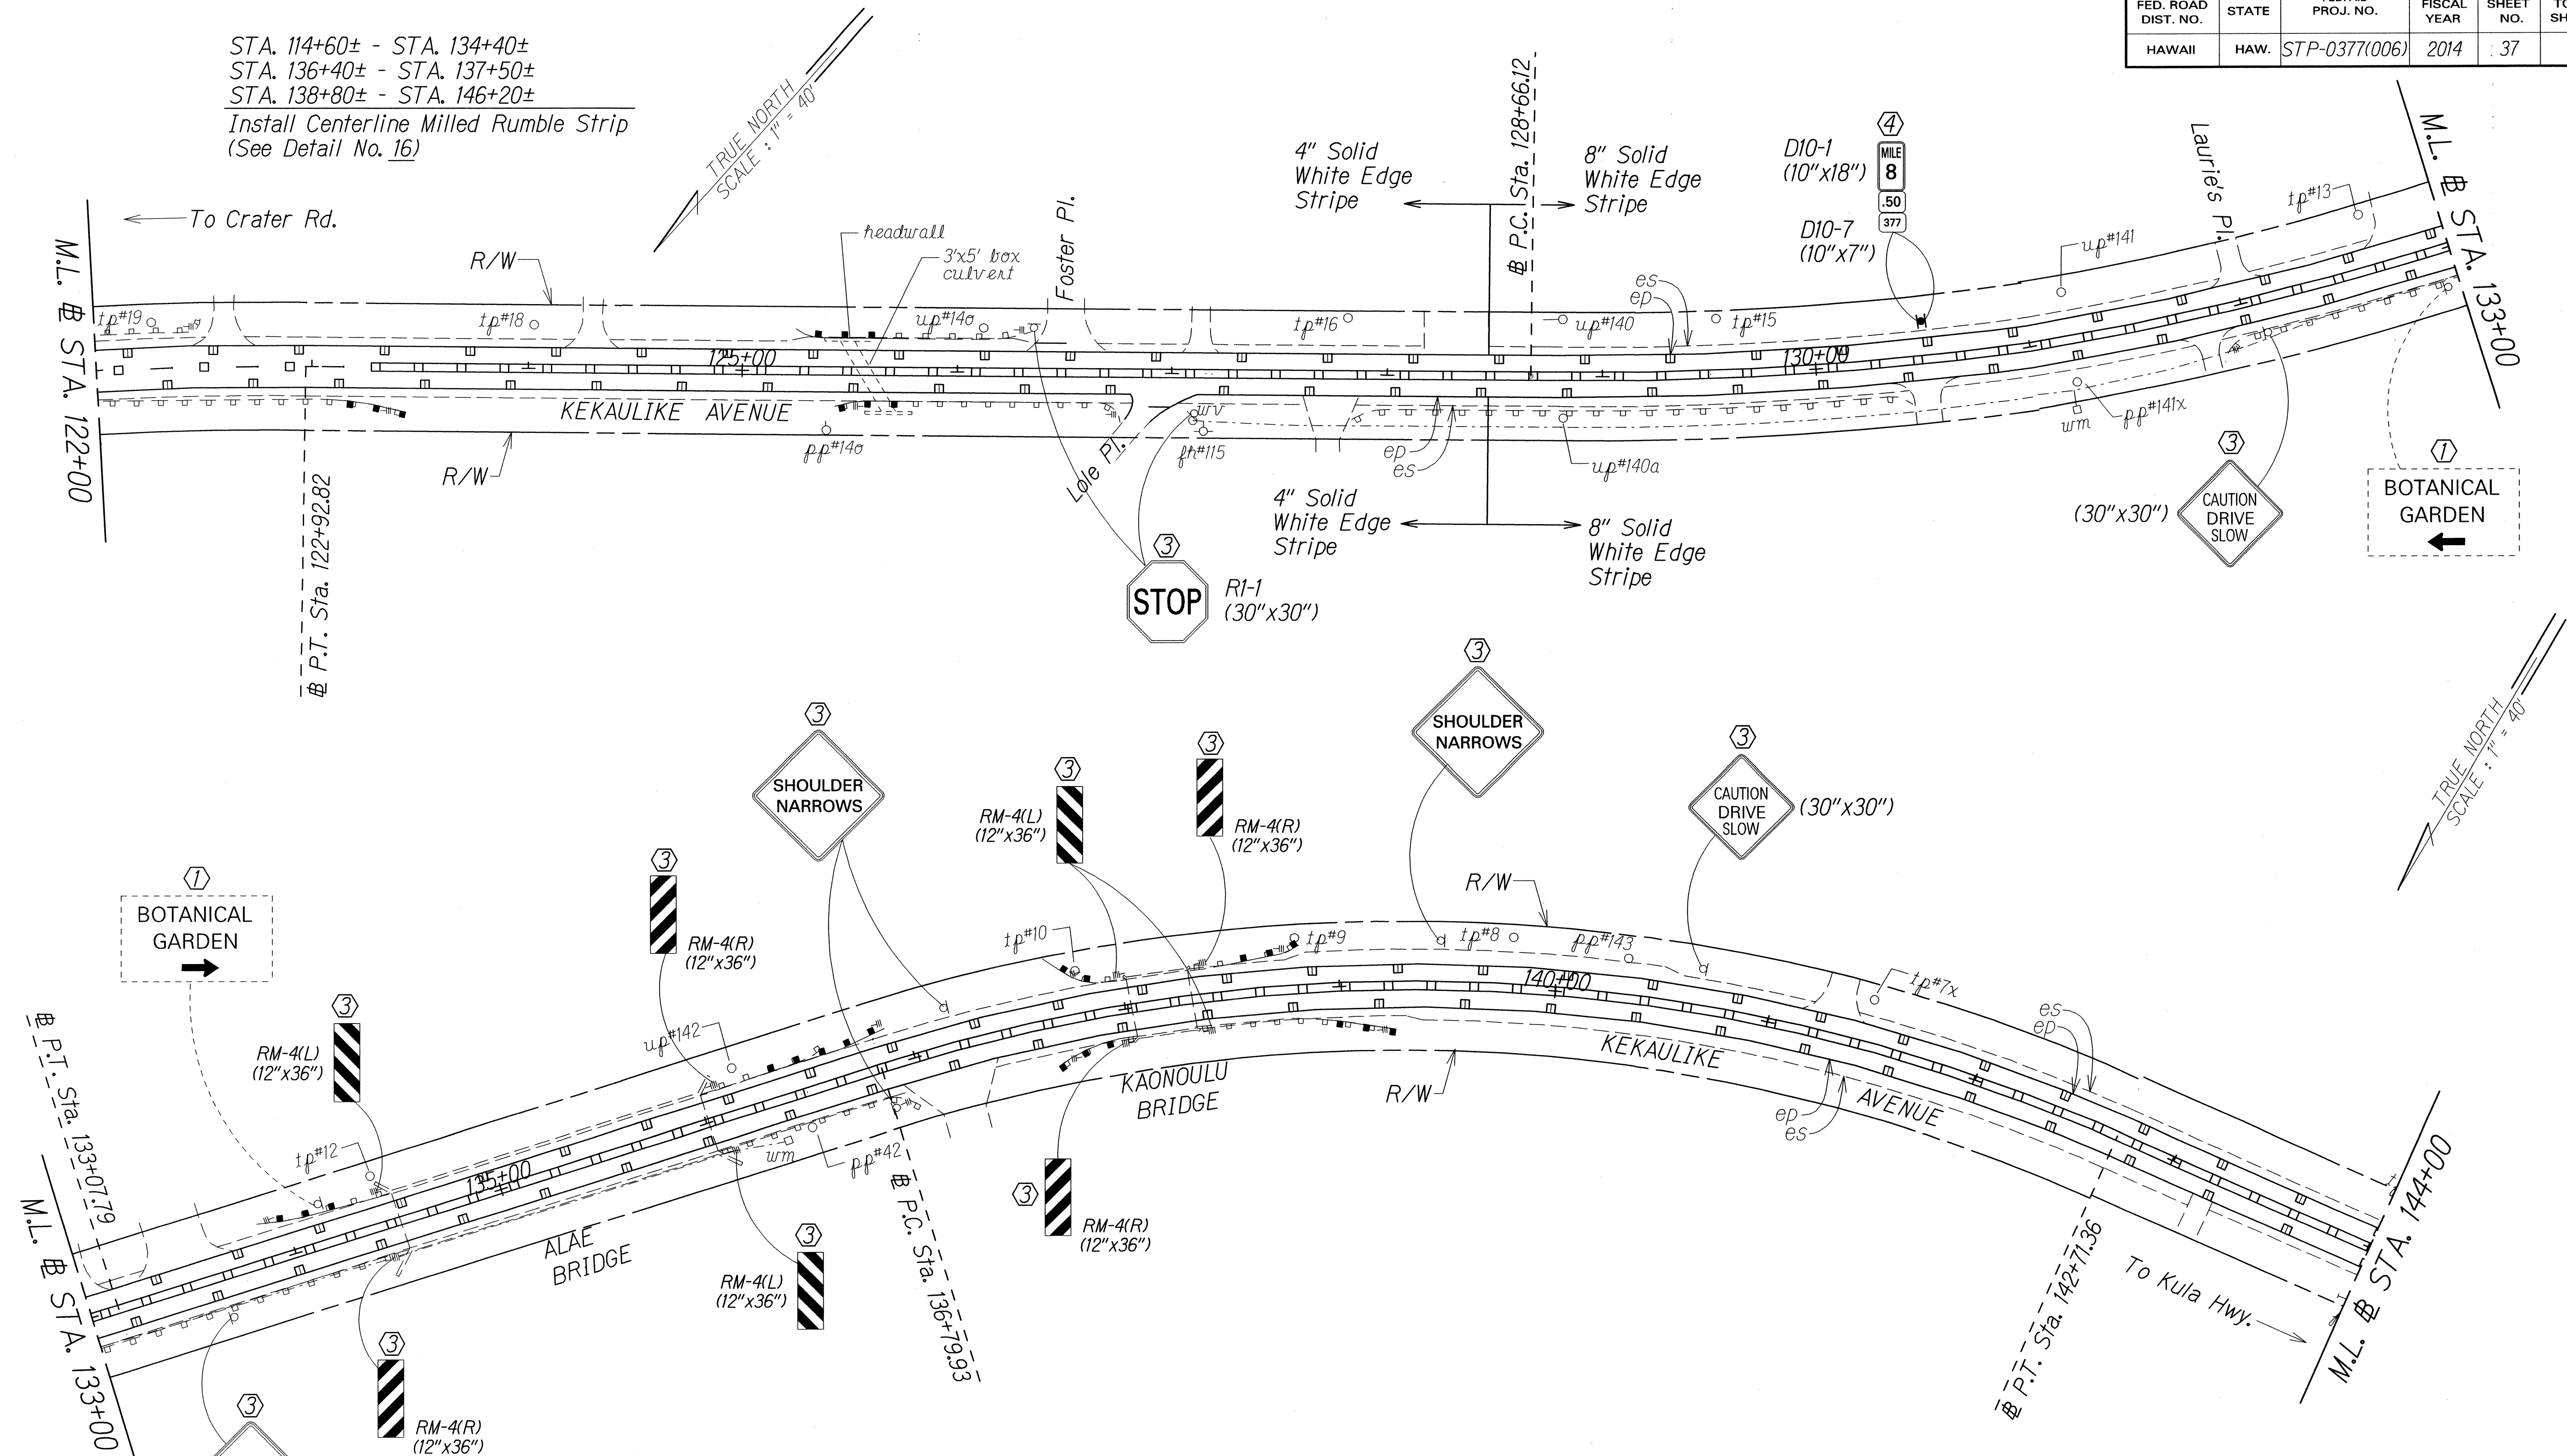 FED. ROAD DIST. NO.
STATE
PROJ. NO.
FISCAL YEAR
SHEET NO.
HAWAII
HAW.
STP-0377(006)
2014
37
STA. 114+60± - STA. 134+40±
STA. 136+40± - STA. 137+50±
STA. 138+80± - STA. 146+20±
Install Centerline Milled Rumble Strip
(See Detail No. 16)
TRUE NORTH
SCALE : 1" = 40'
To Crater Rd.
M.L. B STA. 122+00
R/W
headwall
3'x5' box
culvert
Foster Pl.
4" Solid
White Edge
Stripe
B P.C. Sta. 128+66.12
8" Solid
White Edge
Stripe
4
D10-1
(10"x18")
MILE
8
.50
377
D10-7
(10"x7")
Laurie's Pl.
tp#13
M.L. B STA. 133+00
up#141
es
ep
tp#19
tp#18
up#14o
tp#16
up#140
tp#15
125+00
130+00
KEKAULIKE AVENUE
R/W
pp#14o
Lole Pl.
wv
fh#115
ep
es
up#140a
wm
pp#141x
B P.T. Sta. 122+92.82
4" Solid
White Edge
Stripe
8" Solid
White Edge
Stripe
3
STOP
R1-1
(30"x30")
3
(30"x30")
CAUTION
DRIVE
SLOW
1
BOTANICAL
GARDEN
TRUE NORTH
SCALE : 1" = 40'
3
SHOULDER
NARROWS
3
RM-4(L)
(12"x36")
3
RM-4(R)
(12"x36")
3
SHOULDER
NARROWS
3
CAUTION
DRIVE
SLOW
(30"x30")
1
BOTANICAL
GARDEN
3
RM-4(R)
(12"x36")
3
RM-4(L)
(12"x36")
R/W
tp#10
tp#9
tp#8
pp#143
tp#7x
140+00
es
ep
up#142
tp#12
135+00
B P.T. Sta. 133+07.79
M.L. B STA. 133+00
ALAE
BRIDGE
wm
pp#42
B P.C. Sta. 136+79.93
KAONOULU
BRIDGE
R/W
KEKAULIKE
AVENUE
ep
es
3
RM-4(R)
(12"x36")
3
RM-4(L)
(12"x36")
3
RM-4(R)
(12"x36")
3
B P.T. Sta. 142+71.36
To Kula Hwy.
M.L. B STA. 144+00